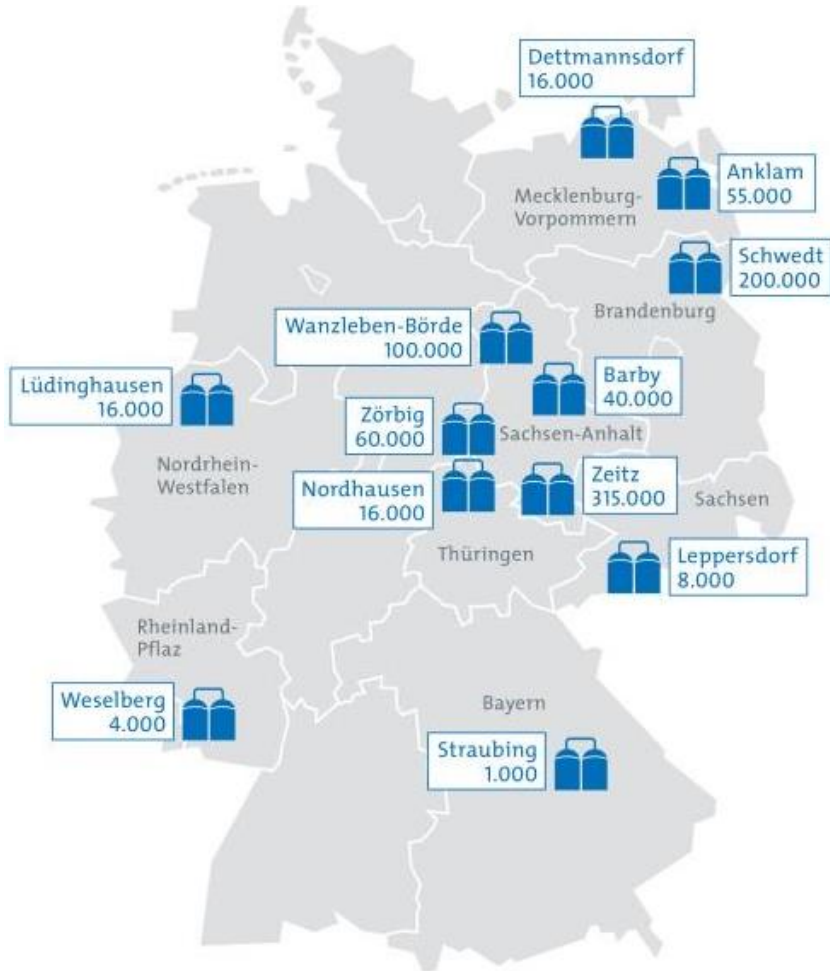 Dettmannsdorf
16.000
Anklam
55.000
Mecklenburg-
Vorpommern
Schwedt
200.000
Brandenburg
Wanzleben-Börde
100.000
Lüdinghausen
16.000
Barby
40.000
Zörbig
60.000
Sachsen-Anhalt
Nordrhein-
Westfalen
Nordhausen
16.000
Zeitz
315.000
Sachsen
Thüringen
Leppersdorf
8.000
Rheinland-
Pflaz
Weselberg
4.000
Bayern
Straubing
1.000